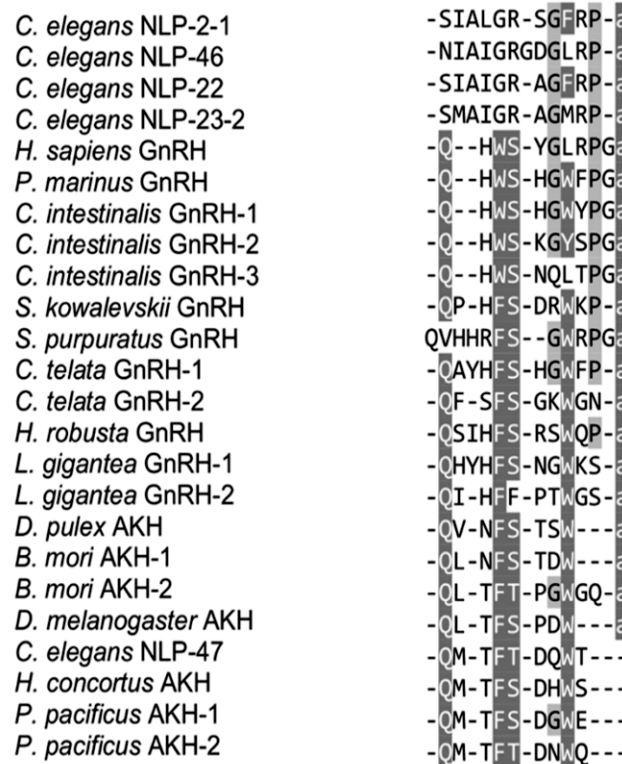 C. elegans NLP-2-1 -SIALGR-SGFRP-a
C. elegans NLP-46 -NIAIGRGDGLRP-a
C. elegans NLP-22 -SIAIGR-AGFRP-a
C. elegans NLP-23-2 -SMAIGR-AGMRP-a
H. sapiens GnRH -Q--HWS-YGLRPGa
P. marinus GnRH -Q--HWS-HGWFPGa
C. intestinalis GnRH-1 -Q--HWS-HGWYPGa
C. intestinalis GnRH-2 -Q--HWS-KGYSPGa
C. intestinalis GnRH-3 -Q--HWS-NQLTPGa
S. kowalevskii GnRH -QP-HFS-DRWKP-a
S. purpuratus GnRH QVHHRFS--GWRPGa
C. telata GnRH-1 -QAYHFS-HGWFP-a
C. telata GnRH-2 -QF-SFS-GKWGN-a
H. robusta GnRH -QSIHFS-RSWQP-a
L. gigantea GnRH-1 -QHYHFS-NGWKS-a
L. gigantea GnRH-2 -QI-HFF-PTWGS-a
D. pulex AKH -QV-NFS-TSW---a
B. mori AKH-1 -QL-NFS-TDW---a
B. mori AKH-2 -QL-TFT-PGWGQ-a
D. melanogaster AKH -QL-TFS-PDW---a
C. elegans NLP-47 -QM-TFT-DQWT---
H. concortus AKH -QM-TFS-DHWS---
P. pacificus AKH-1 -QM-TFS-DGWE---
P. pacificus AKH-2 -QM-TFT-DNWQ---